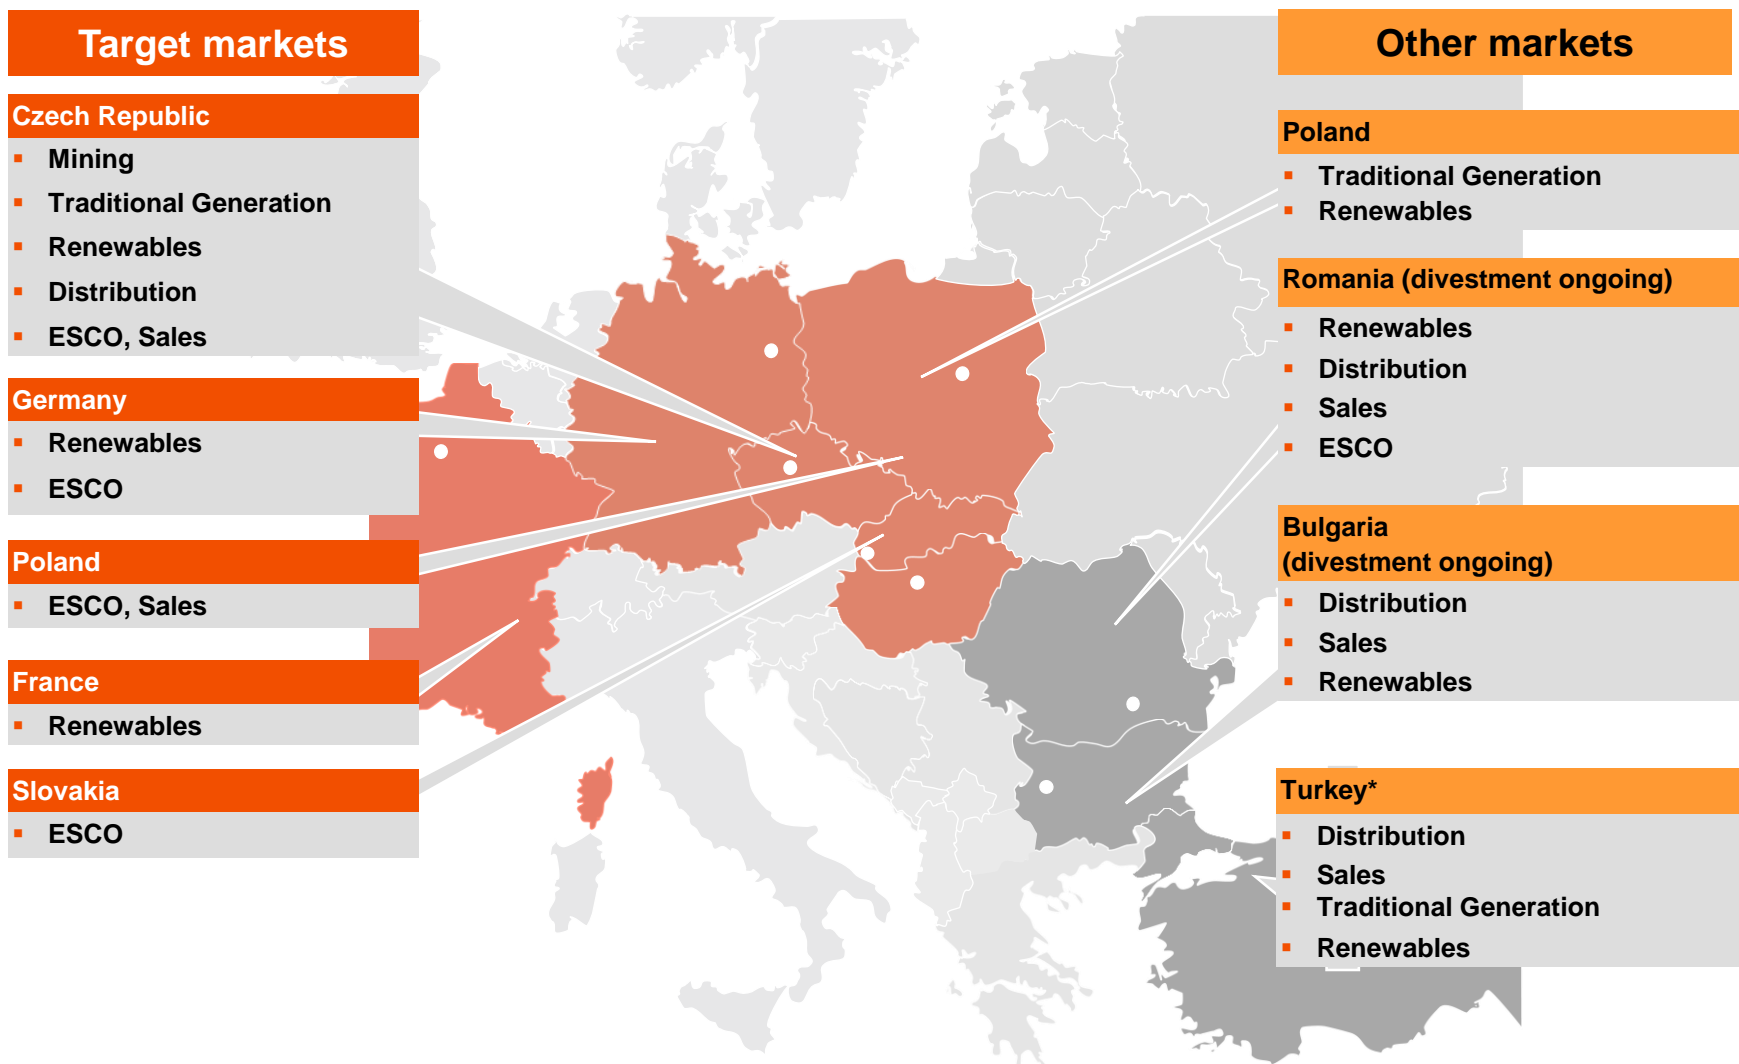 Target markets
Czech Republic
▪ Mining
▪ Traditional Generation
▪ Renewables
▪ Distribution
▪ ESCO, Sales
Germany
▪ Renewables
▪ ESCO
Poland
▪ ESCO, Sales
France
▪ Renewables
Slovakia
▪ ESCO
Other markets
Poland
▪ Traditional Generation
▪ Renewables
Romania (divestment ongoing)
▪ Renewables
▪ Distribution
▪ Sales
▪ ESCO
Bulgaria
(divestment ongoing)
▪ Distribution
▪ Sales
▪ Renewables
Turkey*
▪ Distribution
▪ Sales
▪ Traditional Generation
▪ Renewables